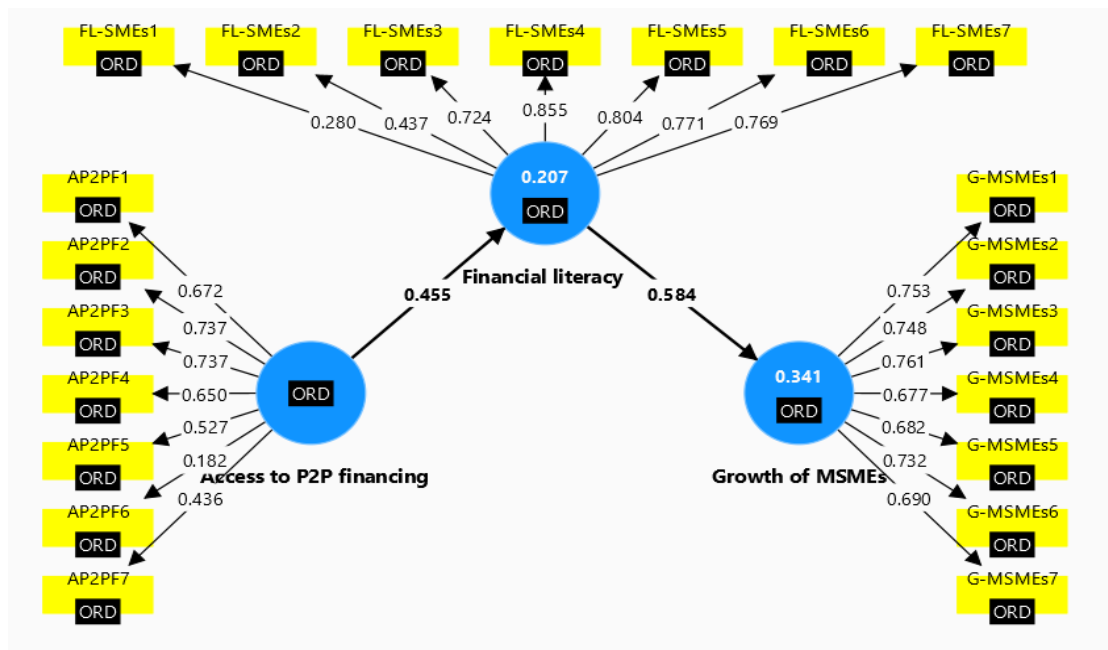 FL-SMEs1 FL-SMEs2 FL-SMEs3 FL-SMEs4 FL-SMEs5 FL-SMEs6 FL-SMEs7
ORD ORD ORD ORD ORD ORD ORD
0.280 0.437 0.724 0.855 0.804 0.771 0.769
0.207
ORD
Financial literacy
AP2PF1
ORD
AP2PF2
ORD
AP2PF3
ORD
AP2PF4
ORD
AP2PF5
ORD
AP2PF6
ORD
AP2PF7
ORD
0.672
0.737
0.737
0.650
0.527
0.182
0.436
ORD
Access to P2P financing
0.455
0.584
0.341
ORD
Growth of MSMEs
0.753
0.748
0.761
0.677
0.682
0.732
0.690
G-MSMEs1
ORD
G-MSMEs2
ORD
G-MSMEs3
ORD
G-MSMEs4
ORD
G-MSMEs5
ORD
G-MSMEs6
ORD
G-MSMEs7
ORD